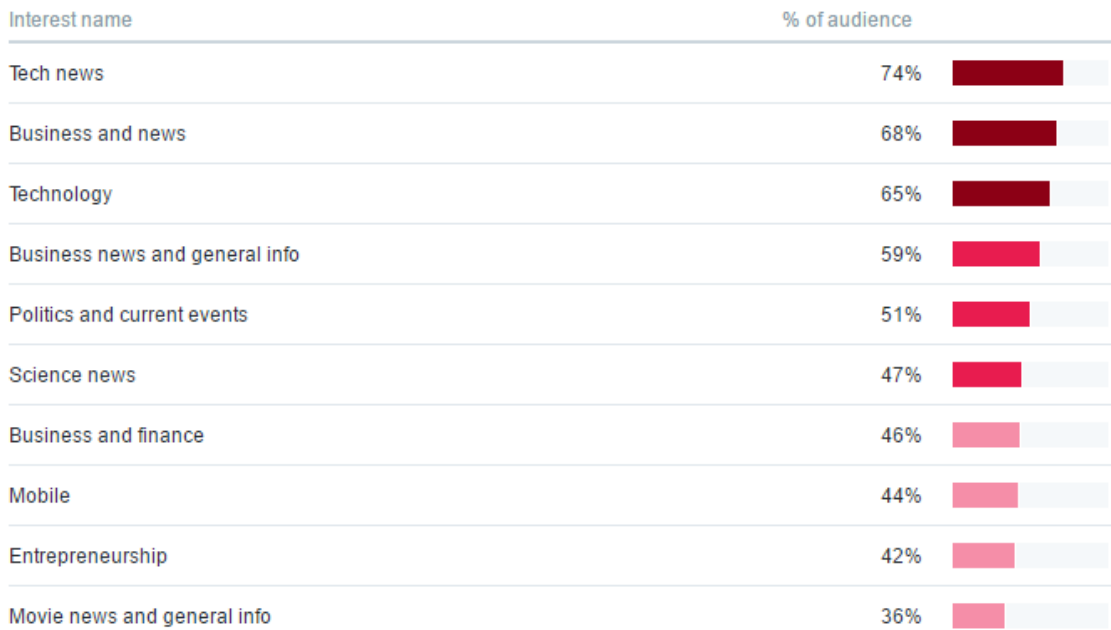 Interest name % of audience
Tech news 74%
Business and news 68%
Technology 65%
Business news and general info 59%
Politics and current events 51%
Science news 47%
Business and finance 46%
Mobile 44%
Entrepreneurship 42%
Movie news and general info 36%